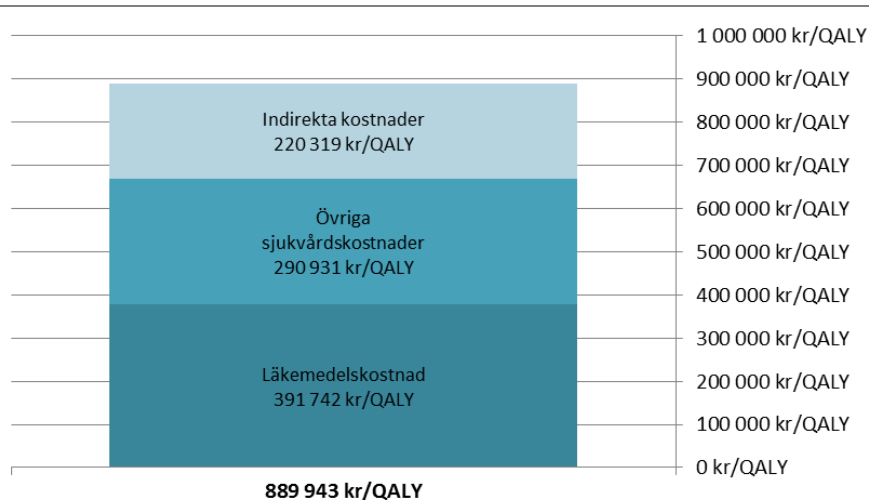 1 000 000 kr/QALY
900 000 kr/QALY
800 000 kr/QALY
700 000 kr/QALY
600 000 kr/QALY
500 000 kr/QALY
400 000 kr/QALY
300 000 kr/QALY
200 000 kr/QALY
100 000 kr/QALY
0 kr/QALY
Indirekta kostnader
220 319 kr/QALY
Övriga
sjukvårdskostnader
290 931 kr/QALY
Läkemedelskostnad
391 742 kr/QALY
889 943 kr/QALY